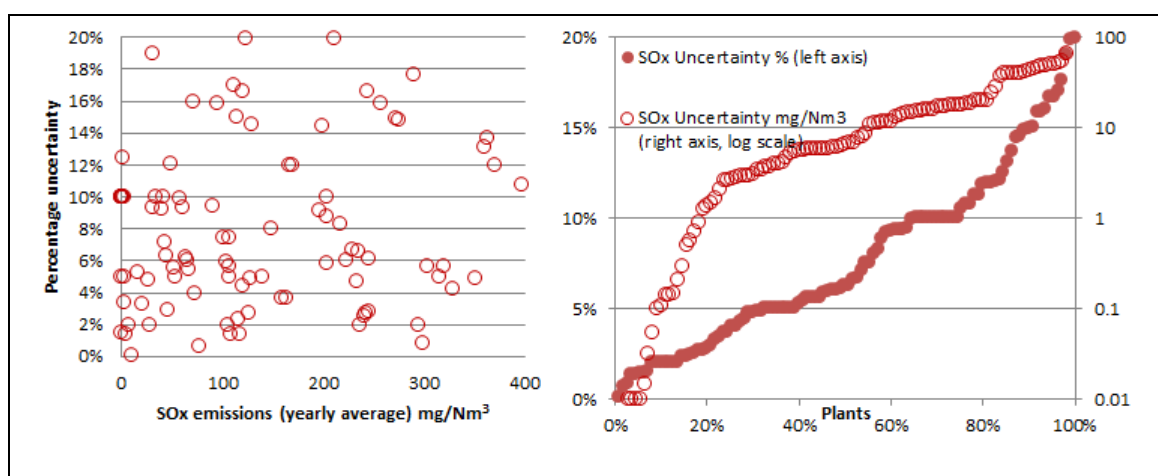 20%
18%
16%
14%
12%
10%
8%
6%
4%
2%
0%
Percentage uncertainty
0 100 200 300 400
SOx emissions (yearly average) mg/Nm³
20%
15%
10%
5%
0%
SOx Uncertainty % (left axis)
SOx Uncertainty mg/Nm3
(right axis, log scale)
100
10
1
0.1
0.01
Plants
0% 20% 40% 60% 80% 100%